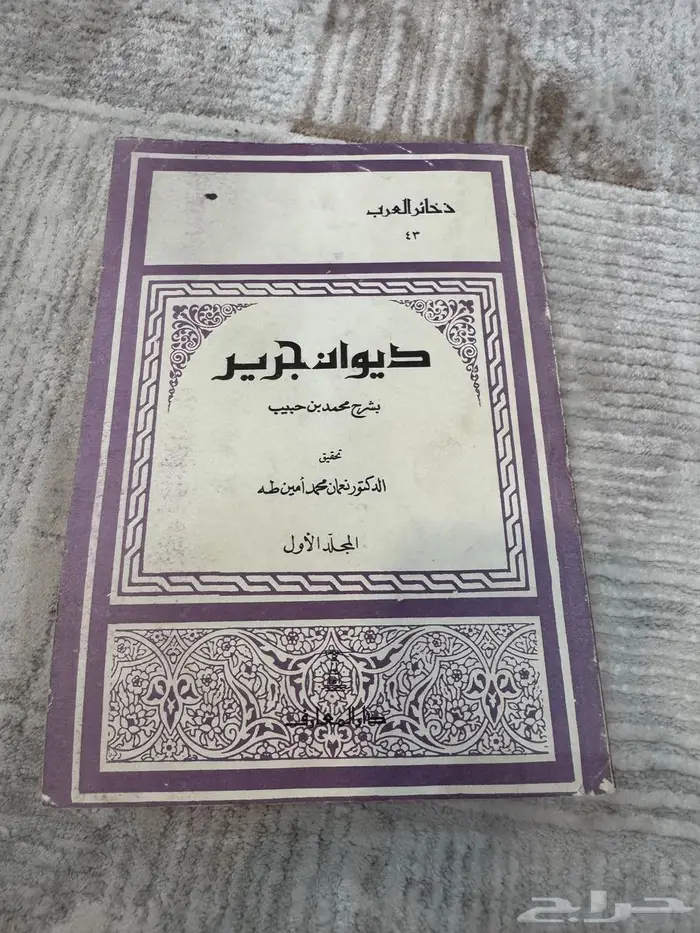 ذخائر العرب
٤٣
ديوان جرير
بشرح محمد بن حبيب
تحقيق
الدكتور نعمان محمد أمين طه
المجلد الأول
دار المعارف
حراج